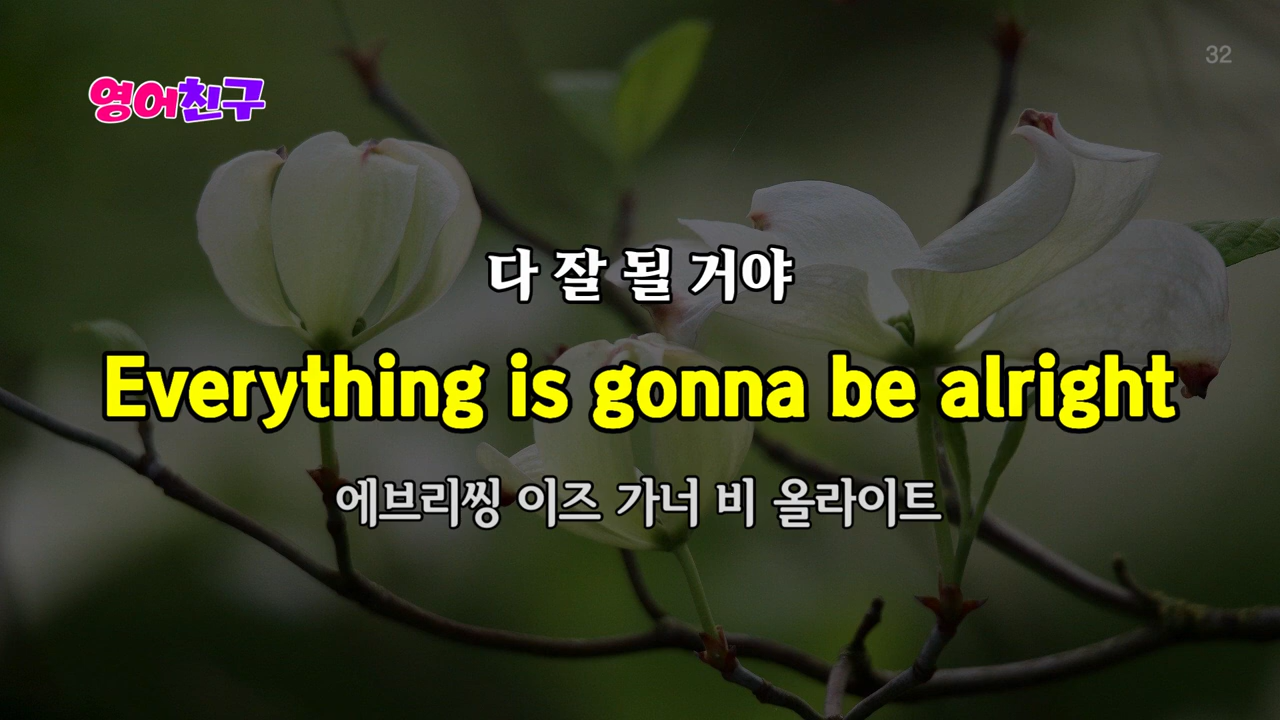 영어친구
32
다 잘 될 거야
Everything is gonna be alright
에브리씽 이즈 가너 비 올라이트